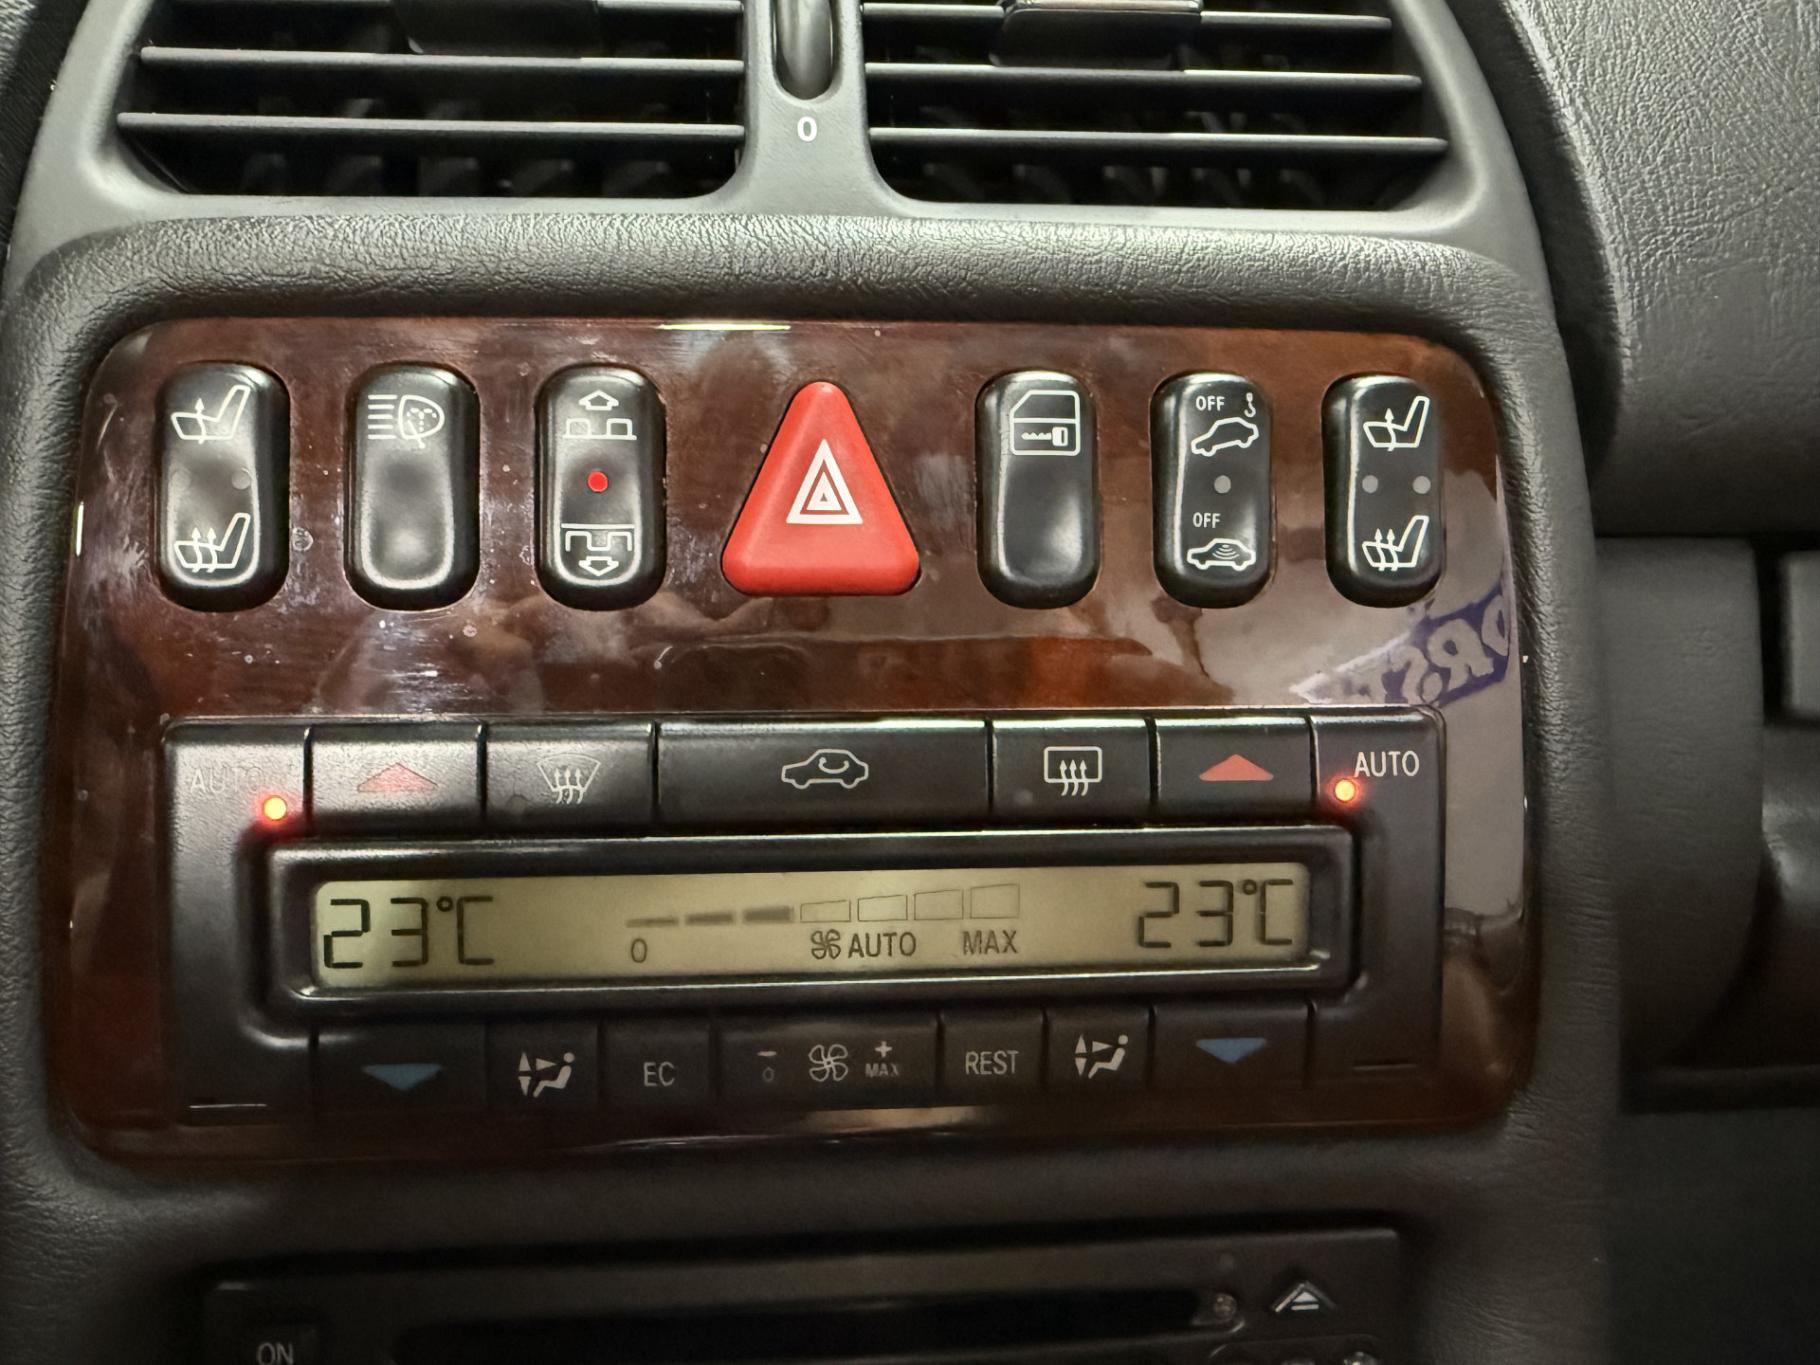 0
OFF
OFF
AUTO
AUTO
23°C
23°C
0
AUTO
MAX
EC
- 0
+ MAX
REST
ON